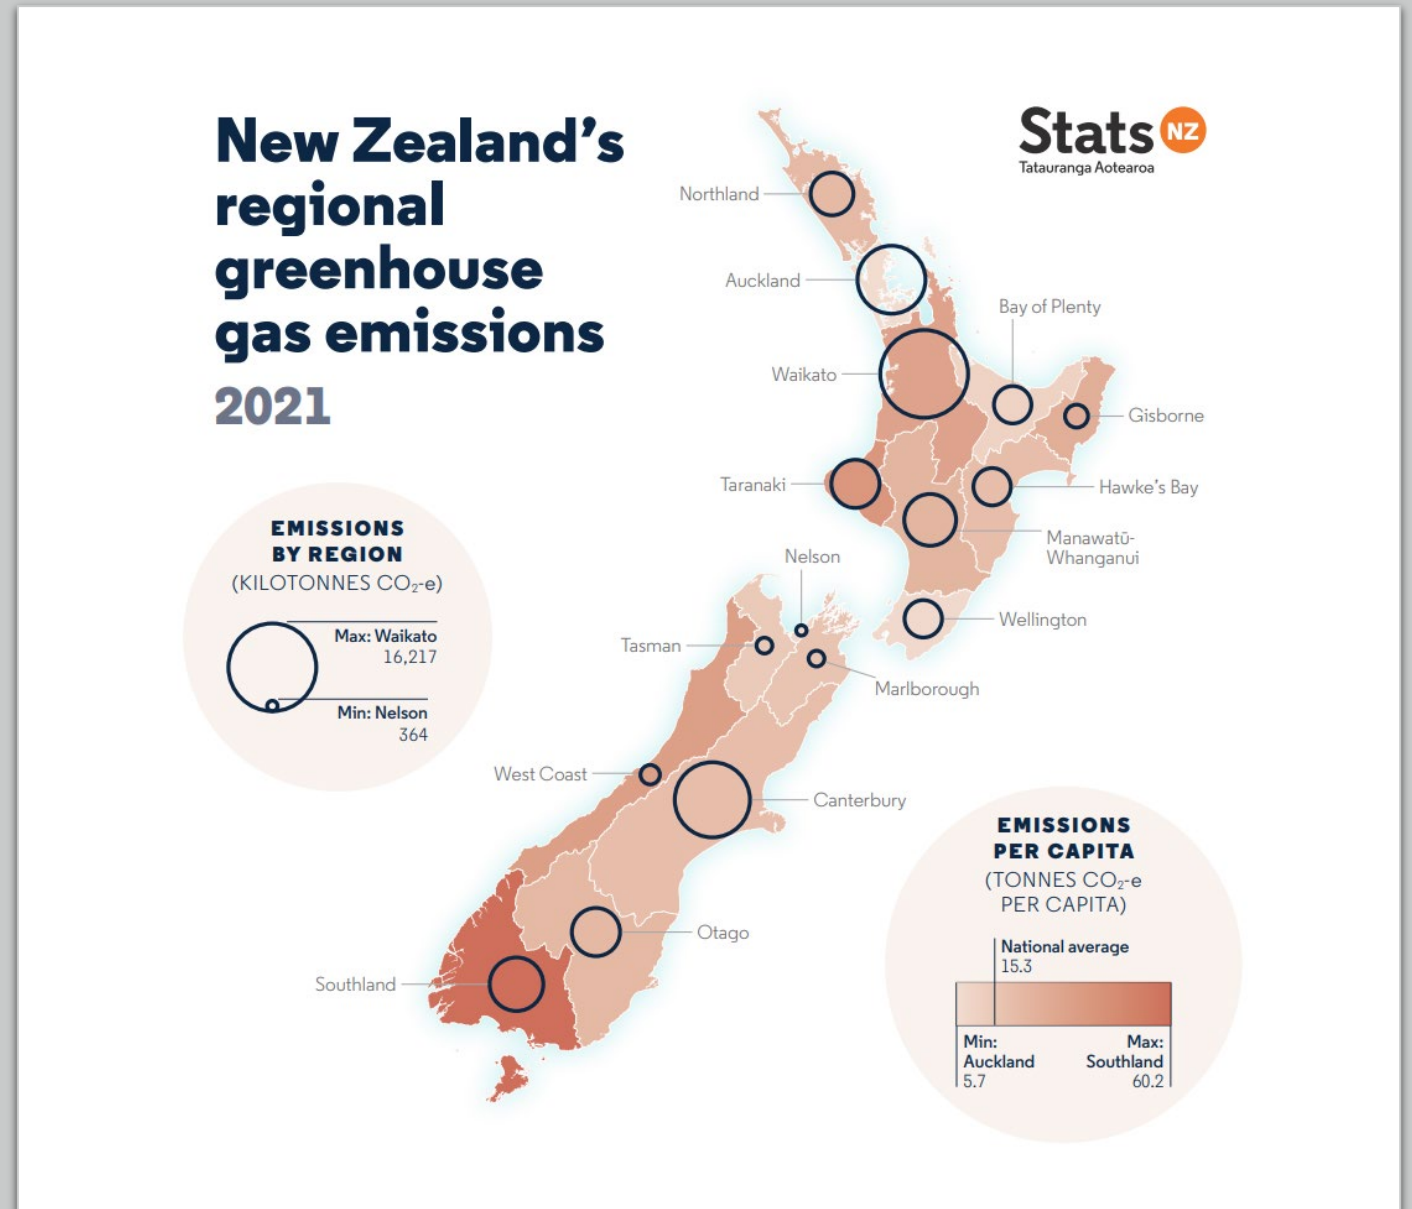 New Zealand's
regional
greenhouse
gas emissions
2021
Stats NZ
Tatauranga Aotearoa
Northland
Auckland
Bay of Plenty
Waikato
Gisborne
Taranaki
Hawke's Bay
Manawatū-
Whanganui
Nelson
Wellington
Tasman
Marlborough
West Coast
Canterbury
Otago
Southland
EMISSIONS
BY REGION
(KILOTONNES CO₂-e)
Max: Waikato
16,217
Min: Nelson
364
EMISSIONS
PER CAPITA
(TONNES CO₂-e
PER CAPITA)
National average
15.3
Min:
Auckland
5.7
Max:
Southland
60.2